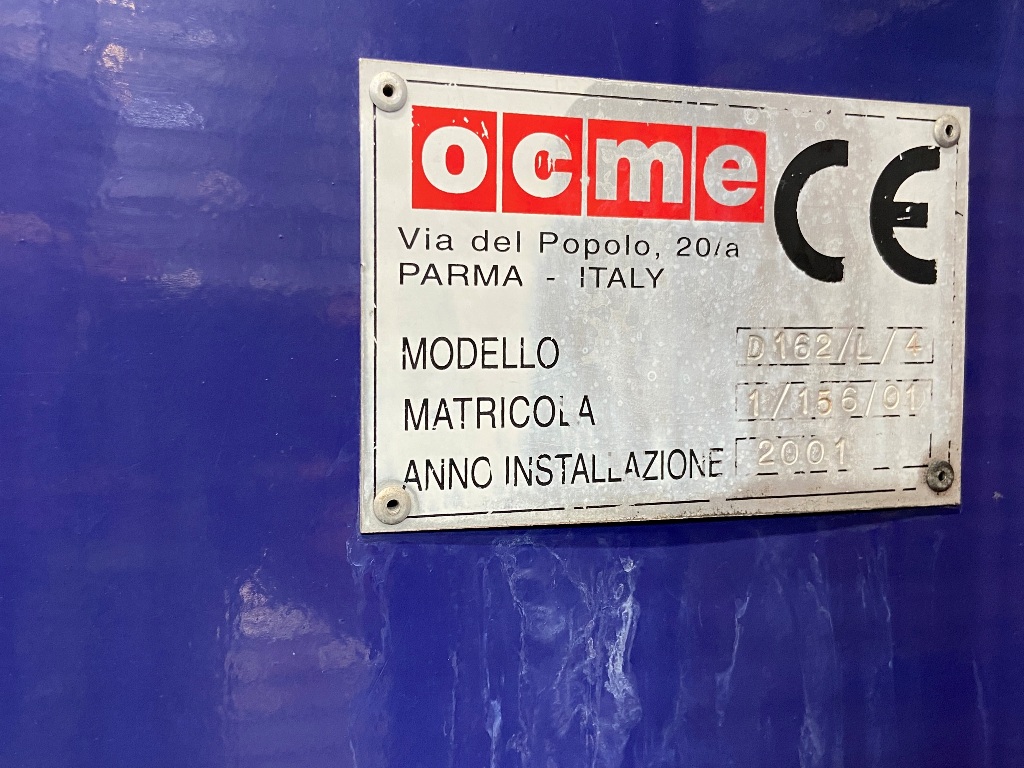 ocme CE
Via del Popolo, 20/a
PARMA - ITALY
MODELLO D162/L/4
MATRICOLA 1/156/01
ANNO INSTALLAZIONE 2001